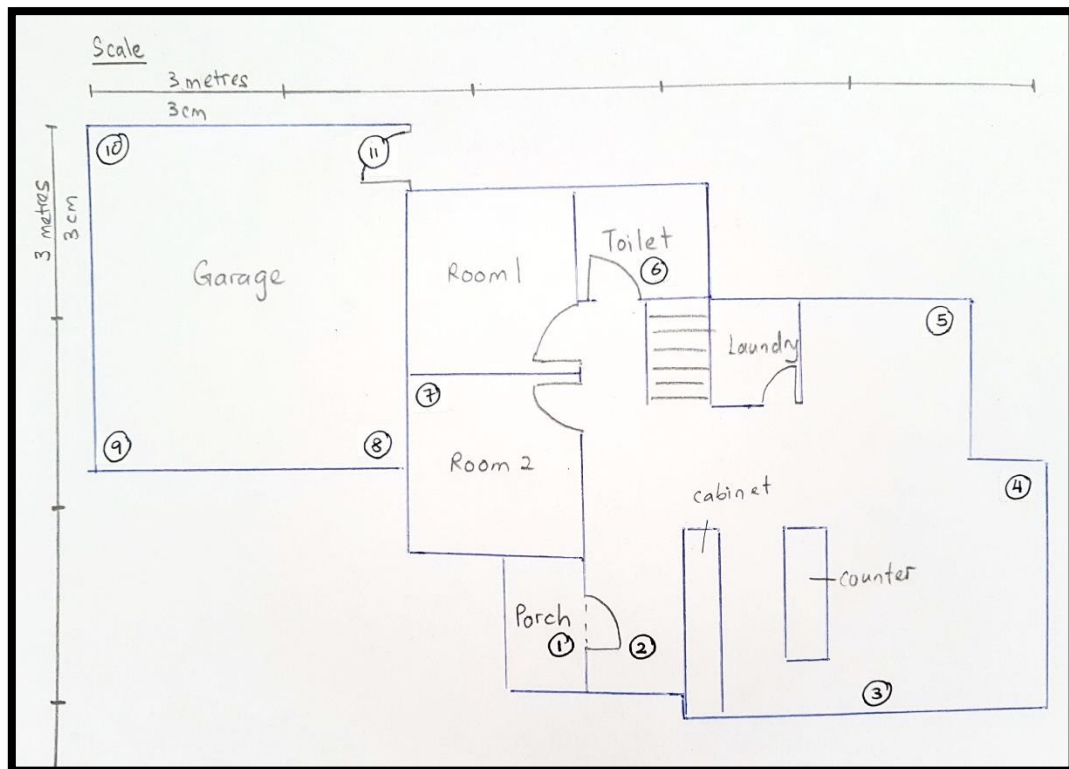 Scale
3 metres
3cm
3 metres
3cm
10
11
Garage
Room 1
Toilet
6
5
Laundry
7
9
8
Room 2
cabinet
4
counter
Porch
1
2
3